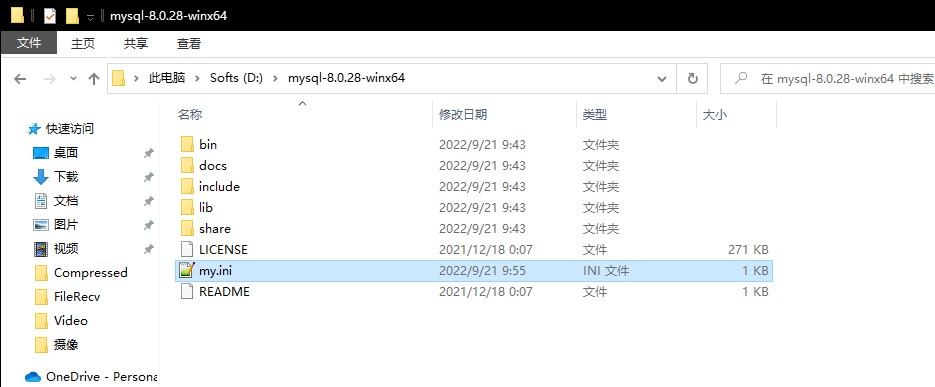 mysql-8.0.28-winx64
文件 主页 共享 查看
此电脑 Softs (D:) mysql-8.0.28-winx64 在 mysql-8.0.28-winx64 中搜索
名称 修改日期 类型 大小
快速访问
桌面
下载
文档
图片
视频
Compressed
FileRecv
Video
摄像
OneDrive - Persona
bin 2022/9/21 9:43 文件夹
docs 2022/9/21 9:43 文件夹
include 2022/9/21 9:43 文件夹
lib 2022/9/21 9:43 文件夹
share 2022/9/21 9:43 文件夹
LICENSE 2021/12/18 0:07 文件 271 KB
my.ini 2022/9/21 9:55 INI 文件 1 KB
README 2021/12/18 0:07 文件 1 KB